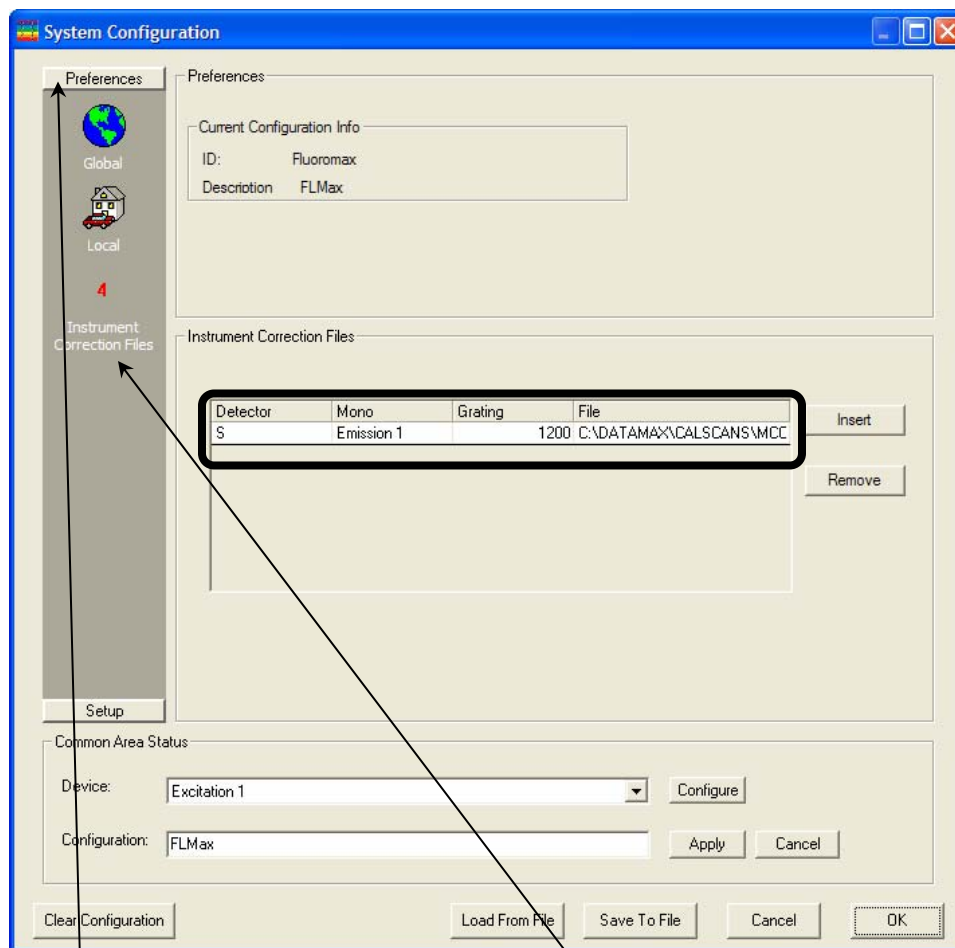 System Configuration
Preferences
Global
Local
4
Instrument
Correction Files
Setup
Preferences
Current Configuration Info
ID: Fluoromax
Description FLMax
Instrument Correction Files
Detector Mono Grating File
S Emission 1 1200 C:\DATAMAX\CALSCANS\MCC
Insert
Remove
Common Area Status
Device: Excitation 1 Configure
Configuration: FLMax Apply Cancel
Clear Configuration Load From File Save To File Cancel OK